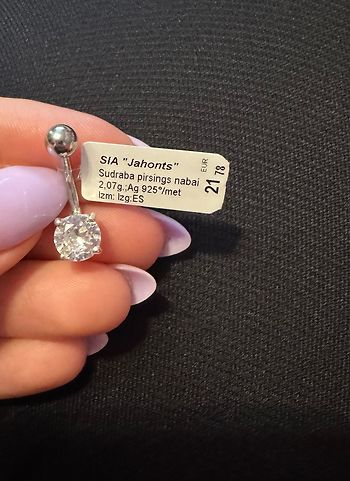 SIA "Jahonts"
Sudraba pirsings nabai
2,07g.;Ag 925°/met
Izm: Izg:ES
EUR
21 78